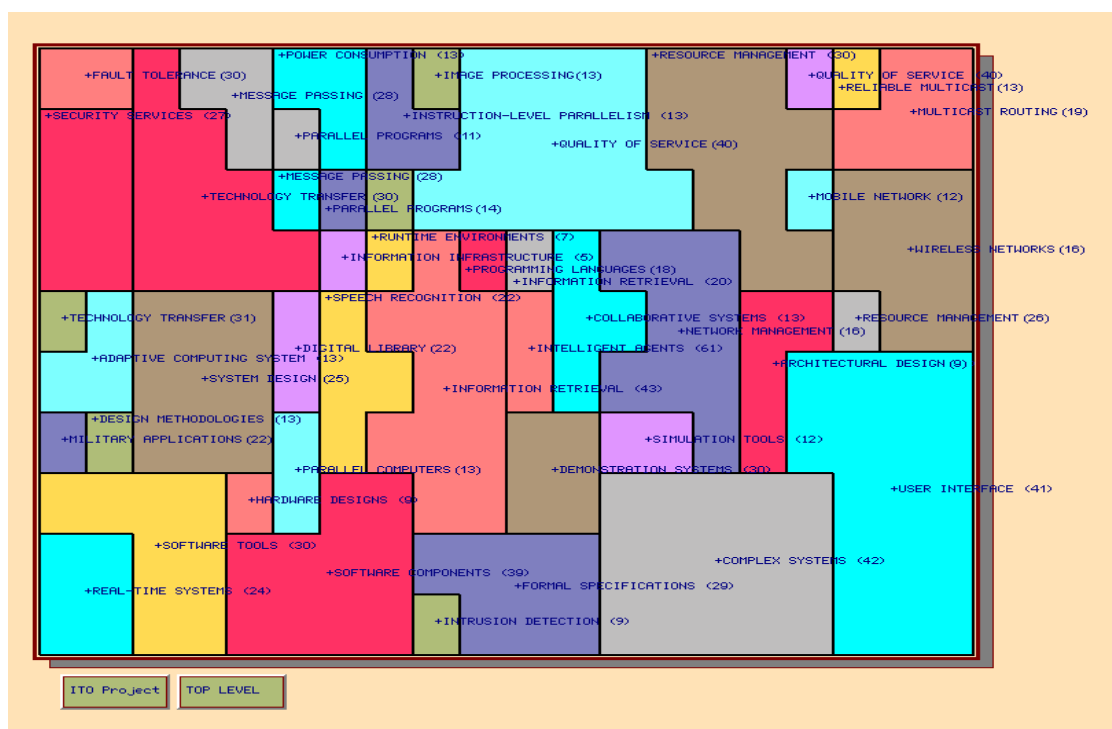 +POWER CONSUMPTION (13)
+RESOURCE MANAGEMENT (30)
+FAULT TOLERANCE (30)
+IMAGE PROCESSING (13)
+QUALITY OF SERVICE (40)
+RELIABLE MULTICAST (13)
+MESSAGE PASSING (28)
+MULTICAST ROUTING (19)
+SECURITY SERVICES (27)
+INSTRUCTION-LEVEL PARALLELISM (13)
+PARALLEL PROGRAMS (11)
+QUALITY OF SERVICE (40)
+MESSAGE PASSING (28)
+TECHNOLOGY TRANSFER (30)
+MOBILE NETWORK (12)
+PARALLEL PROGRAMS (14)
+RUNTIME ENVIRONMENTS (7)
+WIRELESS NETWORKS (16)
+INFORMATION INFRASTRUCTURE (5)
+PROGRAMMING LANGUAGES (18)
+INFORMATION RETRIEVAL (20)
+SPEECH RECOGNITION (22)
+TECHNOLOGY TRANSFER (31)
+COLLABORATIVE SYSTEMS (13)
+RESOURCE MANAGEMENT (26)
+NETWORK MANAGEMENT (16)
+DIGITAL LIBRARY (22)
+INTELLIGENT AGENTS (61)
+ADAPTIVE COMPUTING SYSTEM (13)
+ARCHITECTURAL DESIGN (9)
+SYSTEM DESIGN (25)
+INFORMATION RETRIEVAL (43)
+DESIGN METHODOLOGIES (13)
+MILITARY APPLICATIONS (22)
+SIMULATION TOOLS (12)
+PARALLEL COMPUTERS (13)
+DEMONSTRATION SYSTEMS (30)
+USER INTERFACE (41)
+HARDWARE DESIGNS (9)
+SOFTWARE TOOLS (30)
+COMPLEX SYSTEMS (42)
+SOFTWARE COMPONENTS (39)
+FORMAL SPECIFICATIONS (29)
+REAL-TIME SYSTEMS (24)
+INTRUSION DETECTION (9)
ITO Project
TOP LEVEL